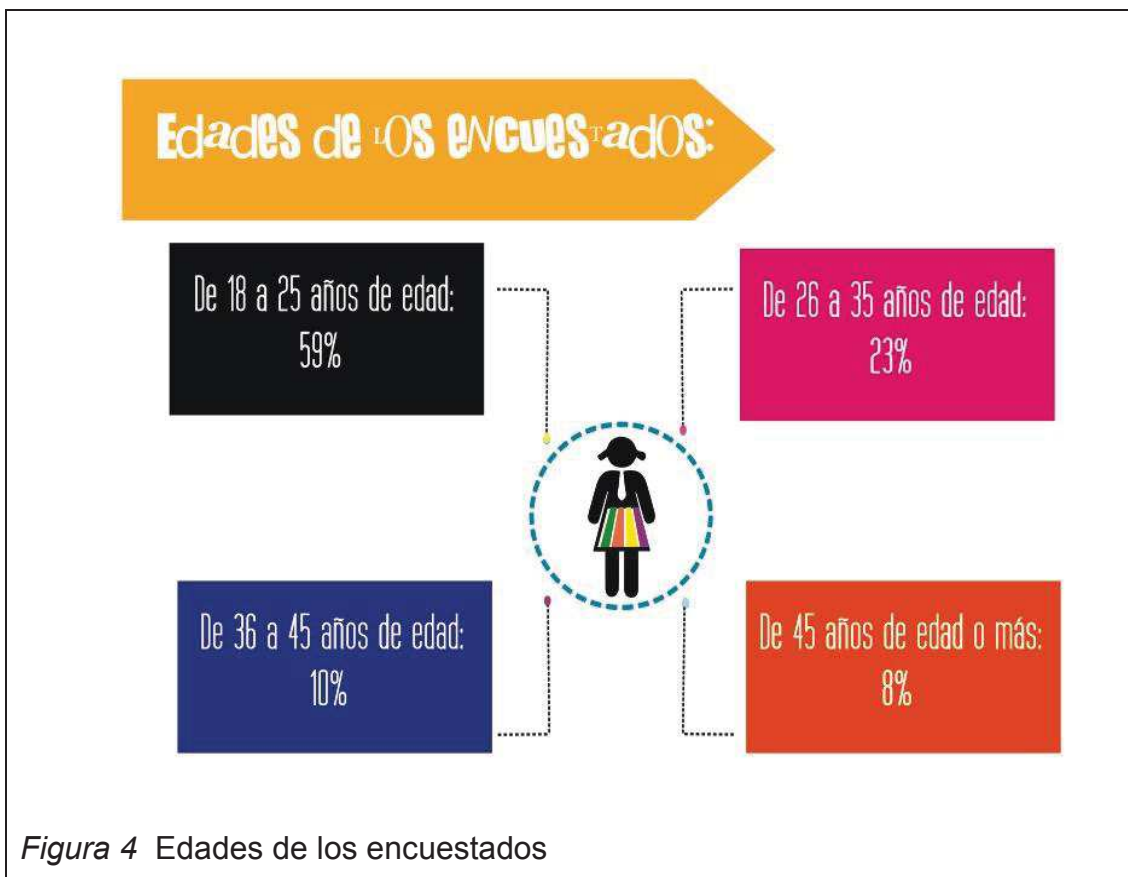 Edades de LOS eNcuesTadOs:
De 18 a 25 años de edad:
59%
De 26 a 35 años de edad:
23%
De 36 a 45 años de edad:
10%
De 45 años de edad o más:
8%
Figura 4 Edades de los encuestados